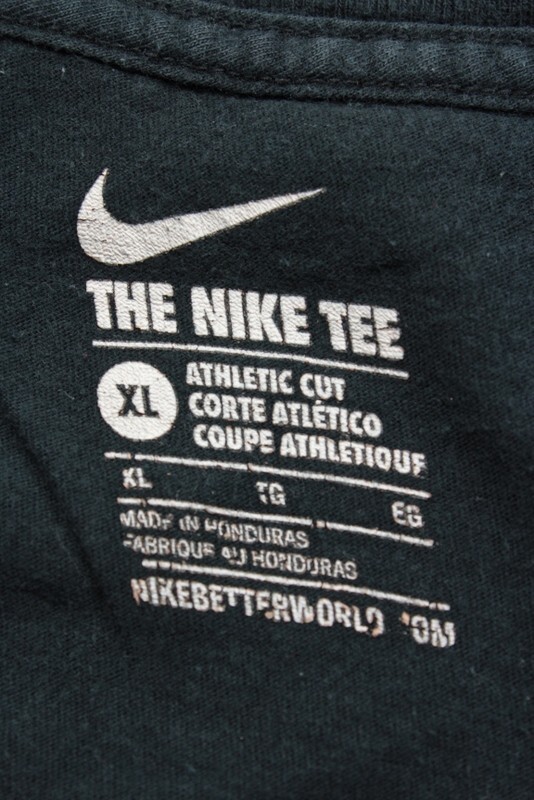 THE NIKE TEE
XL
ATHLETIC CUT
CORTE ATLÉTICO
COUPE ATHLETIQUE
XL TG EG
MADE IN HONDURAS
FABRIQUE AU HONDURAS
NIKEBETTERWORLD.COM